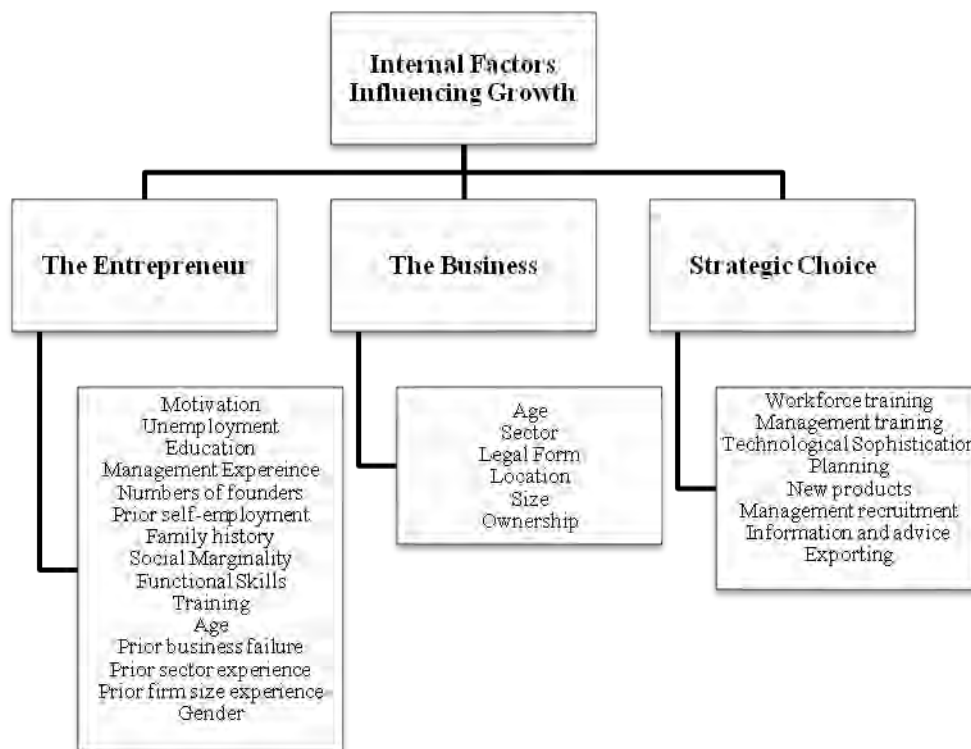 Internal Factors
Influencing Growth
The Entrepreneur
The Business
Strategic Choice
Motivation
Unemployment
Education
Management Expereince
Numbers of founders
Prior self-employment
Family history
Social Marginality
Functional Skills
Training
Age
Prior business failure
Prior sector experience
Prior firm size experience
Gender
Age
Sector
Legal Form
Location
Size
Ownership
Workforce training
Management training
Technological Sophistication
Planning
New products
Management recruitment
Information and advice
Exporting